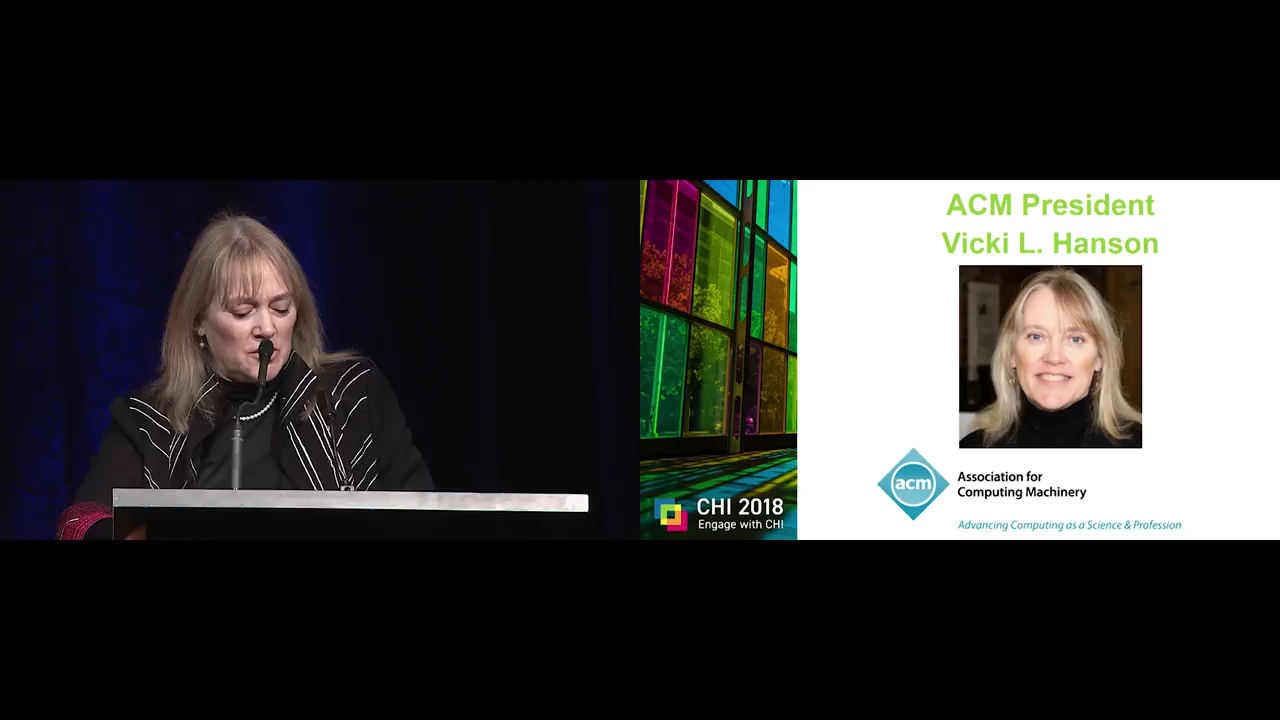 ACM President
Vicki L. Hanson
acm
Association for
Computing Machinery
Advancing Computing as a Science & Profession
CHI 2018
Engage with CHI